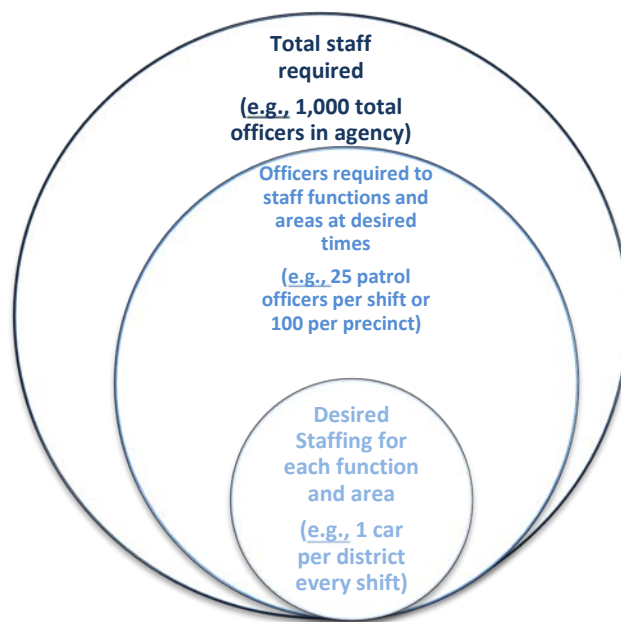 Total staff
required
(e.g., 1,000 total
officers in agency)
Officers required to
staff functions and
areas at desired
times
(e.g., 25 patrol
officers per shift or
100 per precinct)
Desired
Staffing for
each function
and area
(e.g., 1 car
per district
every shift)